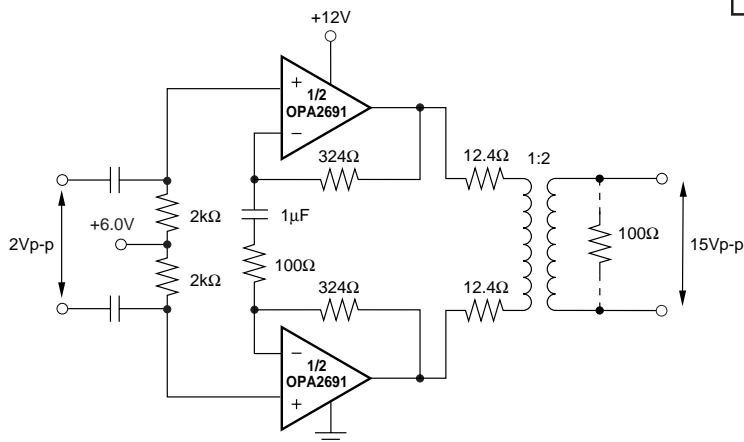 +12V
+
1/2
OPA2691
−
324Ω
12.4Ω
1:2
2kΩ
+6.0V
1μF
2Vp-p
100Ω
15Vp-p
2kΩ
100Ω
324Ω
12.4Ω
−
1/2
OPA2691
+